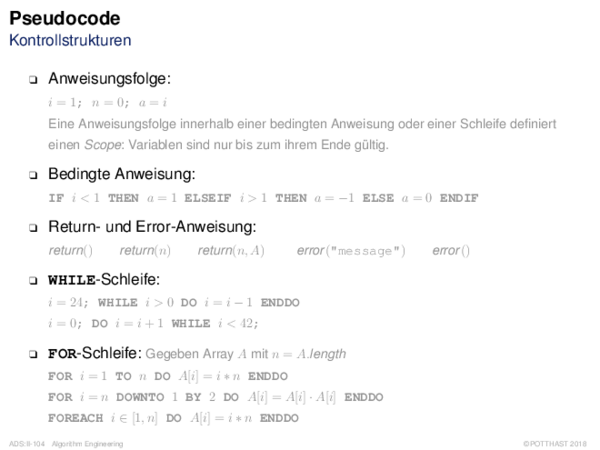 Pseudocode
Kontrollstrukturen
❑ Anweisungsfolge:
i = 1; n = 0; a = i
Eine Anweisungsfolge innerhalb einer bedingten Anweisung oder einer Schleife definiert
einen Scope: Variablen sind nur bis zum ihrem Ende gültig.
❑ Bedingte Anweisung:
IF i < 1 THEN a = 1 ELSEIF i > 1 THEN a = −1 ELSE a = 0 ENDIF
❑ Return- und Error-Anweisung:
return() return(n) return(n, A) error("message") error()
❑ WHILE-Schleife:
i = 24; WHILE i > 0 DO i = i − 1 ENDDO
i = 0; DO i = i + 1 WHILE i < 42;
❑ FOR-Schleife: Gegeben Array A mit n = A.length
FOR i = 1 TO n DO A[i] = i ∗ n ENDDO
FOR i = n DOWNTO 1 BY 2 DO A[i] = A[i] · A[i] ENDDO
FOREACH i ∈ [1, n] DO A[i] = i ∗ n ENDDO
ADS:II-104 Algorithm Engineering ©POTTHAST 2018